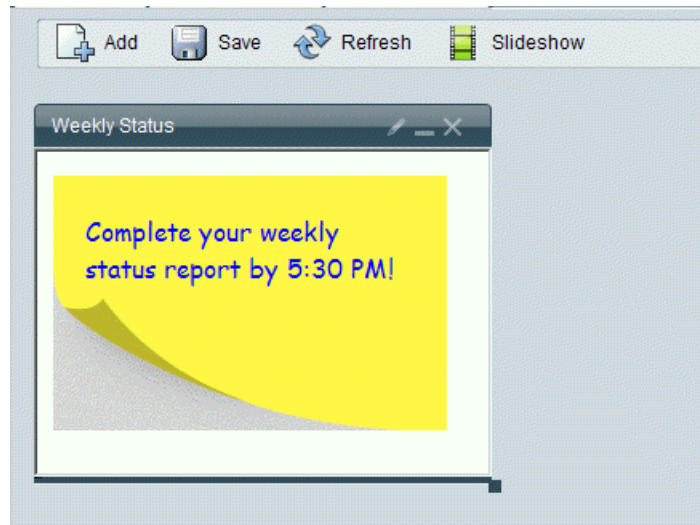 Add Save Refresh Slideshow
Weekly Status
Complete your weekly
status report by 5:30 PM!